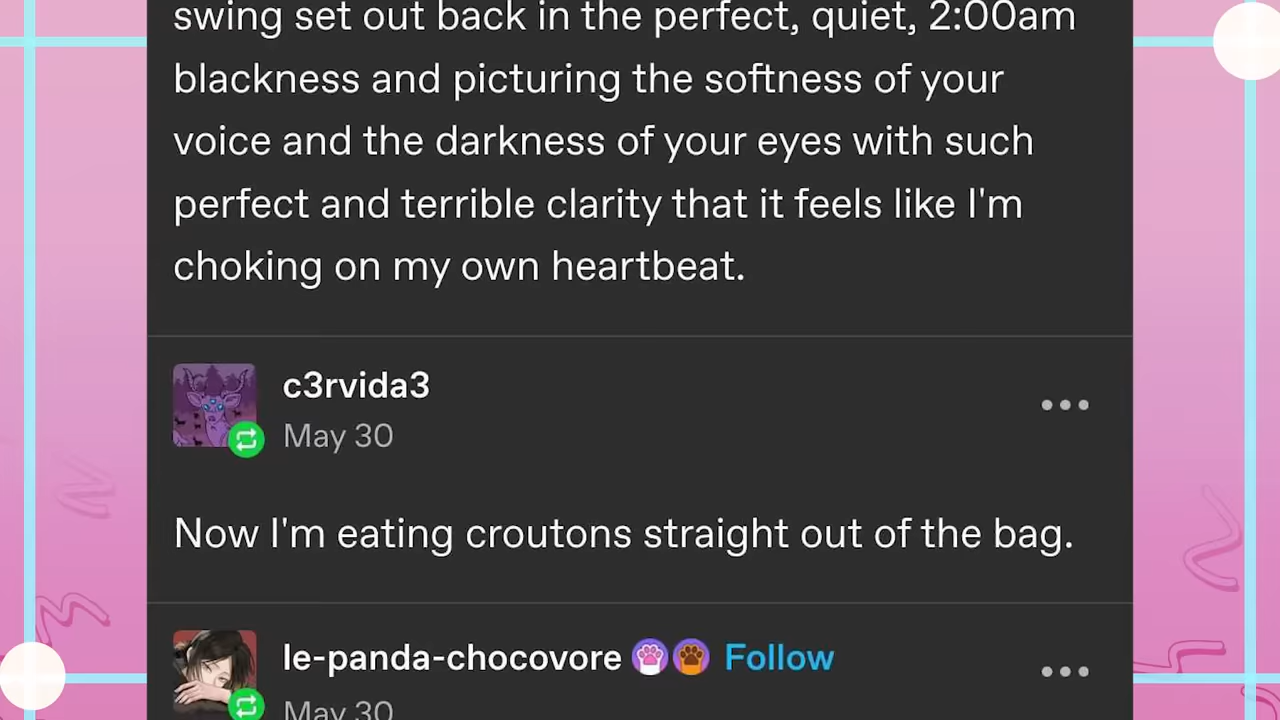 swing set out back in the perfect, quiet, 2:00am
blackness and picturing the softness of your
voice and the darkness of your eyes with such
perfect and terrible clarity that it feels like I'm
choking on my own heartbeat.
c3rvida3
May 30
Now I'm eating croutons straight out of the bag.
le-panda-chocovore Follow
May 30